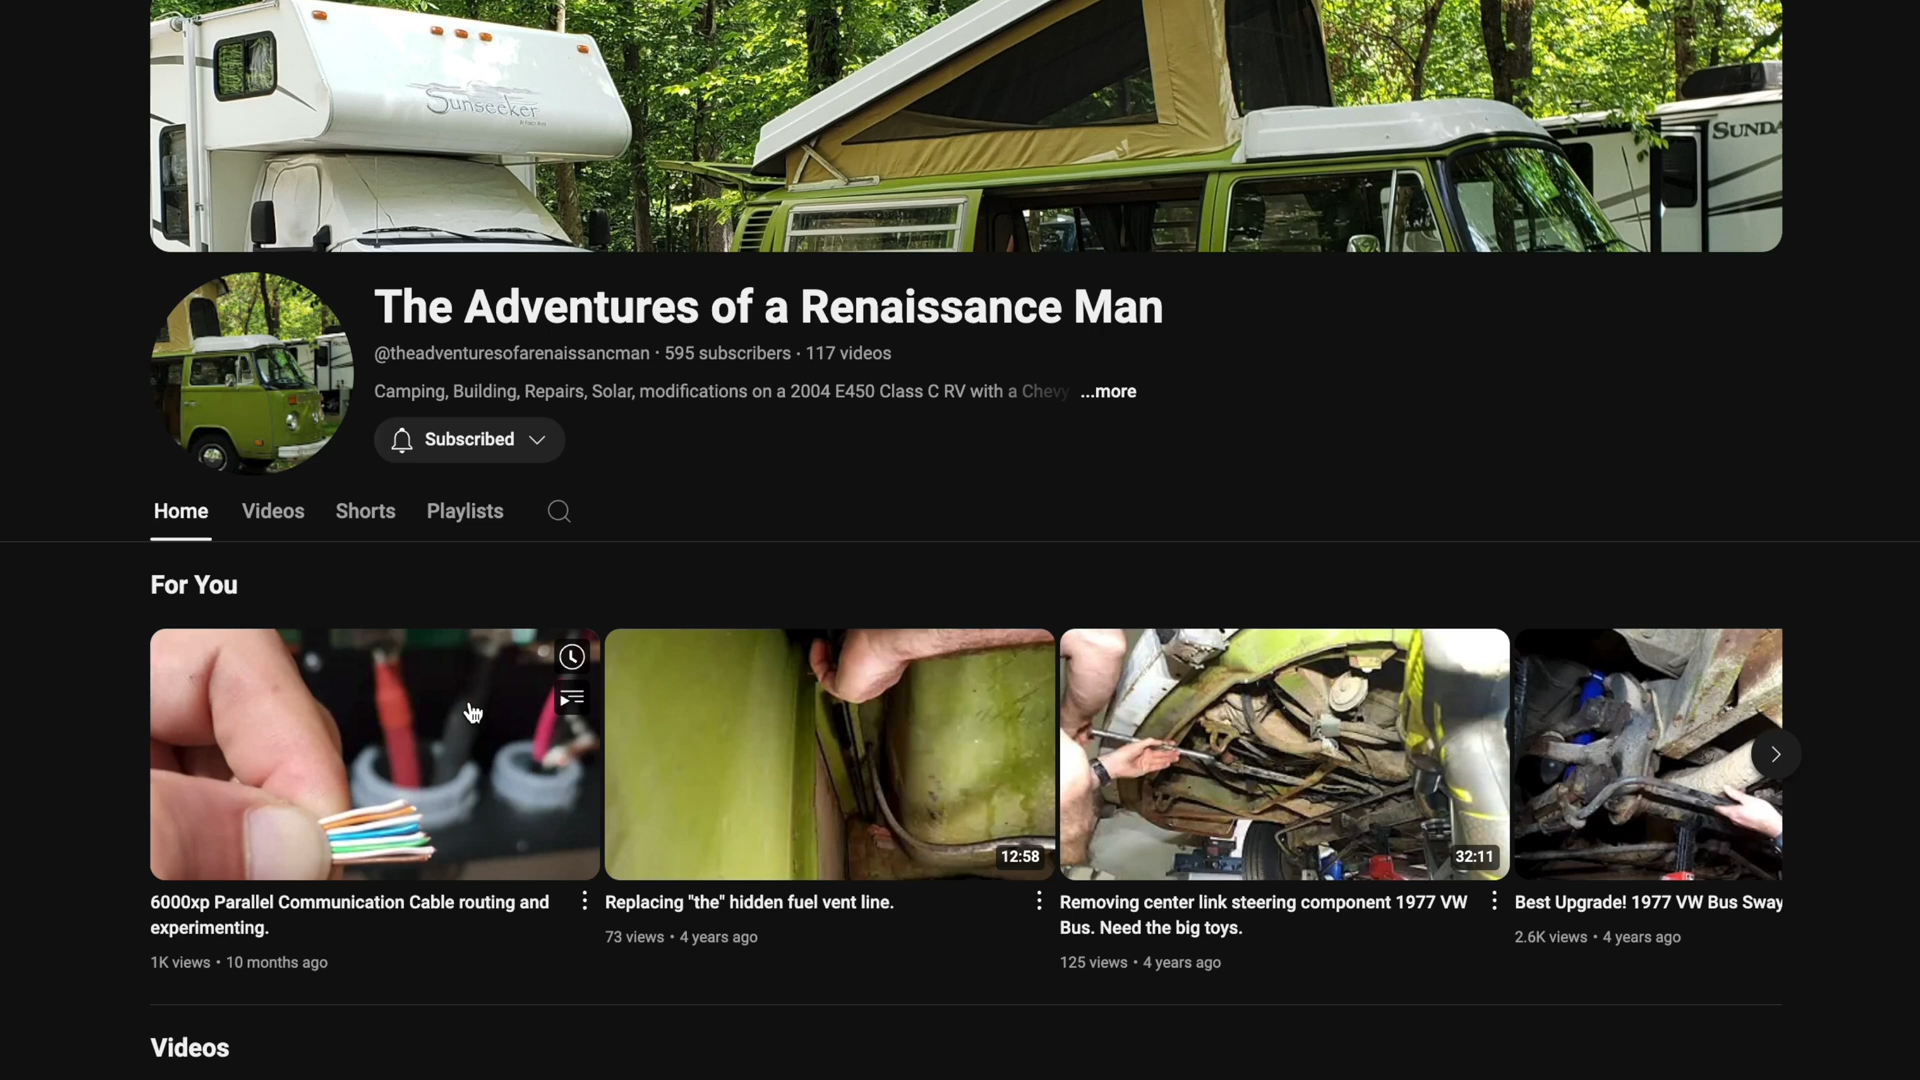 Sunseeker
SUNDA
The Adventures of a Renaissance Man
@theadventuresofarenaissancman · 595 subscribers · 117 videos
Camping, Building, Repairs, Solar, modifications on a 2004 E450 Class C RV with a Chevy ...more
Subscribed
Home Videos Shorts Playlists
For You
12:58
32:11
6000xp Parallel Communication Cable routing and
experimenting.
1K views • 10 months ago
Replacing "the" hidden fuel vent line.
73 views • 4 years ago
Removing center link steering component 1977 VW
Bus. Need the big toys.
125 views • 4 years ago
Best Upgrade! 1977 VW Bus Sway
2.6K views • 4 years ago
Videos